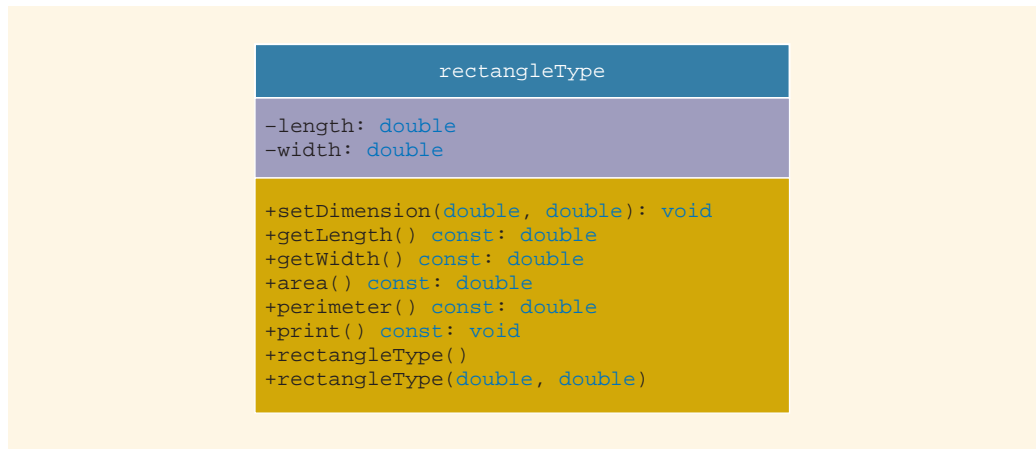 rectangleType
-length: double
-width: double
+setDimension(double, double): void
+getLength() const: double
+getWidth() const: double
+area() const: double
+perimeter() const: double
+print() const: void
+rectangleType()
+rectangleType(double, double)